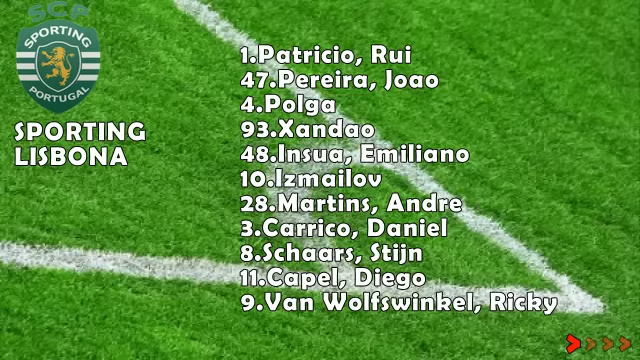 SCP
SPORTING
PORTUGAL
SPORTING
LISBONA
1.Patricio, Rui
47.Pereira, Joao
4.Polga
93.Xandao
48.Insua, Emiliano
10.Izmailov
28.Martins, Andre
3.Carrico, Daniel
8.Schaars, Stijn
11.Capel, Diego
9.Van Wolfswinkel, Ricky